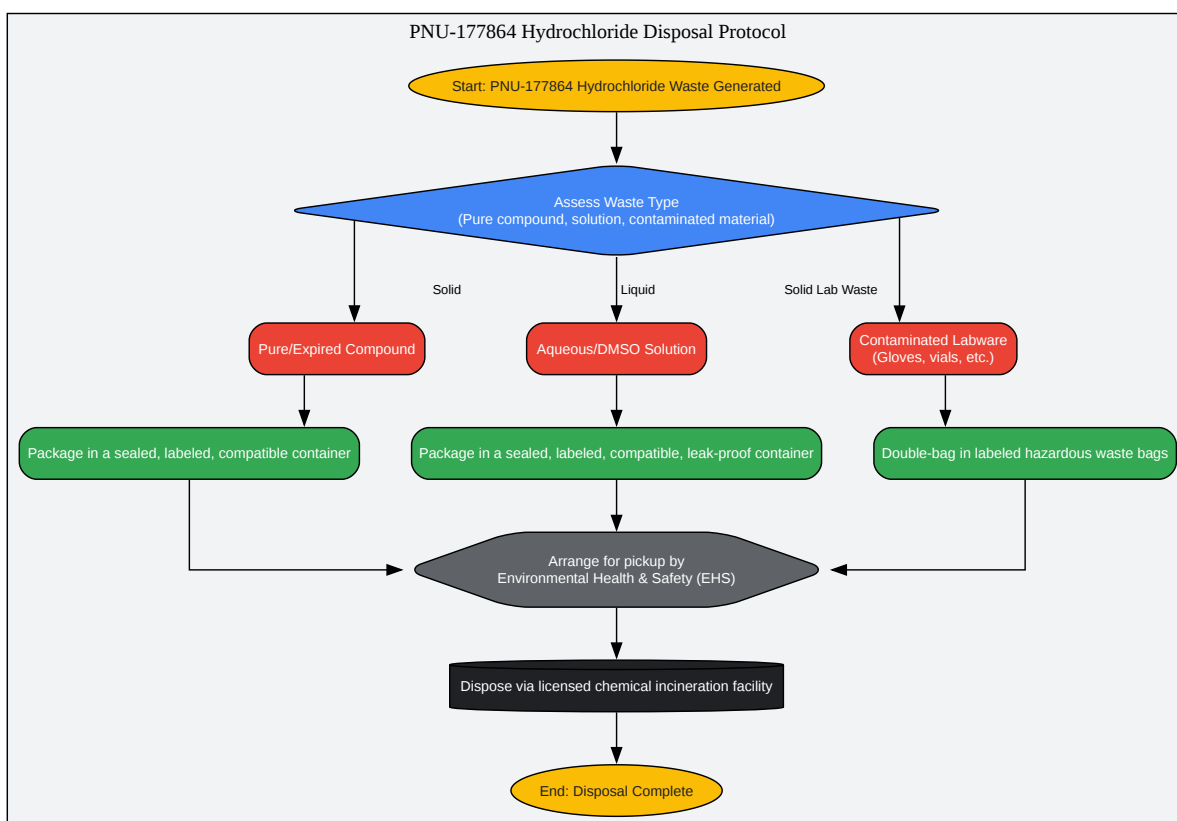 PNU-177864 Hydrochloride Disposal Protocol
Start: PNU-177864 Hydrochloride Waste Generated
Assess Waste Type
(Pure compound, solution, contaminated material)
Solid
Liquid
Solid Lab Waste
Pure/Expired Compound
Aqueous/DMSO Solution
Contaminated Labware
(Gloves, vials, etc.)
Package in a sealed, labeled, compatible container
Package in a sealed, labeled, compatible, leak-proof container
Double-bag in labeled hazardous waste bags
Arrange for pickup by
Environmental Health & Safety (EHS)
Dispose via licensed chemical incineration facility
End: Disposal Complete